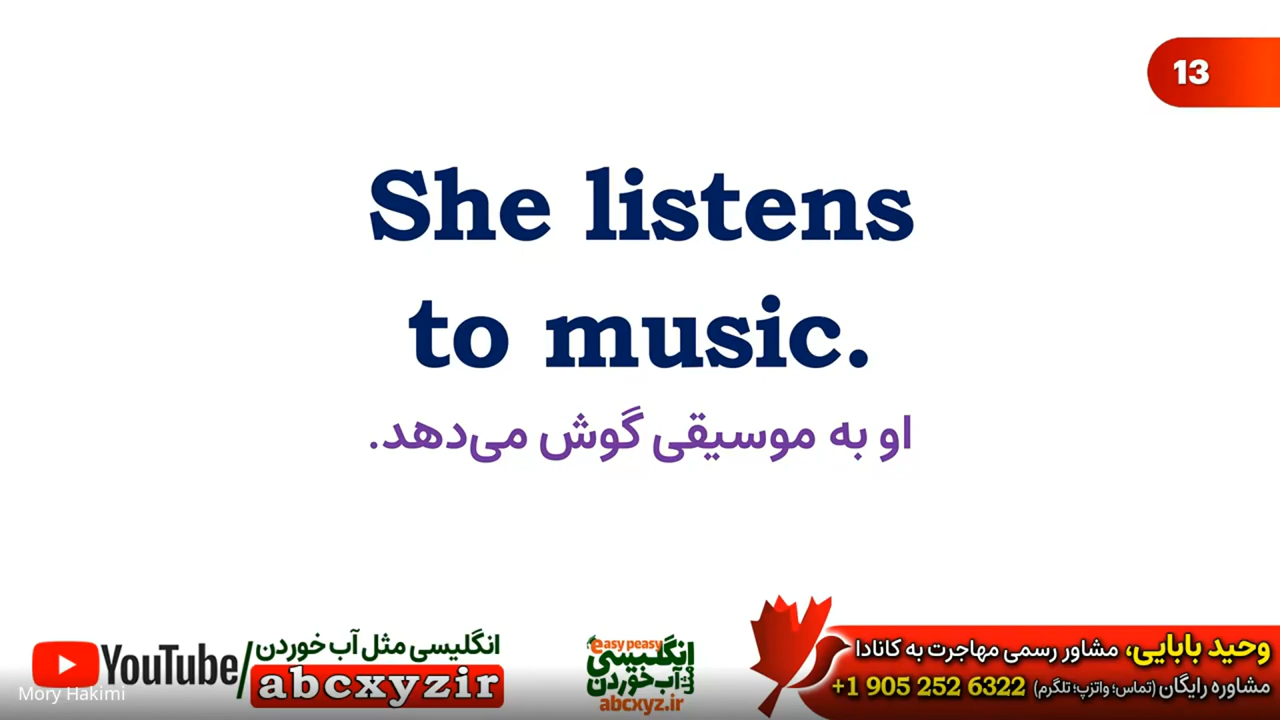 13
She listens
to music.
او به موسیقی گوش می‌دهد.
YouTube/
انگلیسی مثل آب خوردن
abcxyzir
Mory Hakimi
easy peasy
انگلیسی
مثل
آب خوردن
abcxyz.ir
وحید بابایی، مشاور رسمی مهاجرت به کانادا
مشاوره رایگان (تماس؛ واتزپ؛ تلگرم) +1 905 252 6322